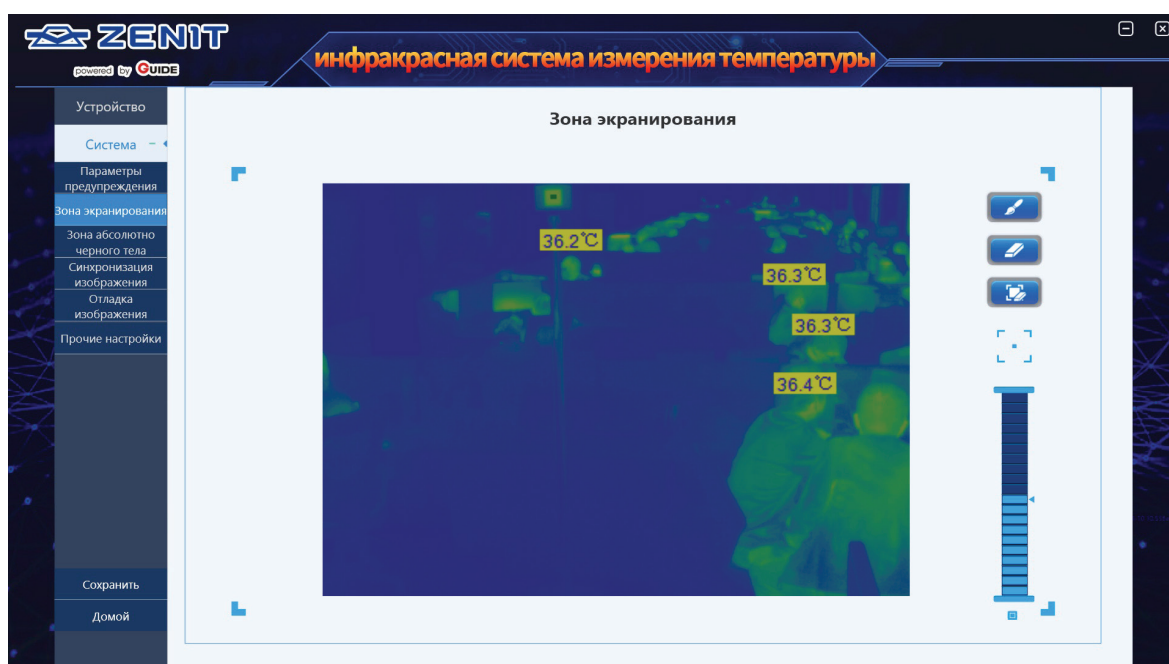 ZENIT
powered by GUIDE
инфракрасная система измерения температуры
Устройство
Система
Параметры
предупреждения
Зона экранирования
Зона абсолютно
черного тела
Синхронизация
изображения
Отладка
изображения
Прочие настройки
Сохранить
Домой
Зона экранирования
36.2℃
36.3℃
36.3℃
36.4℃